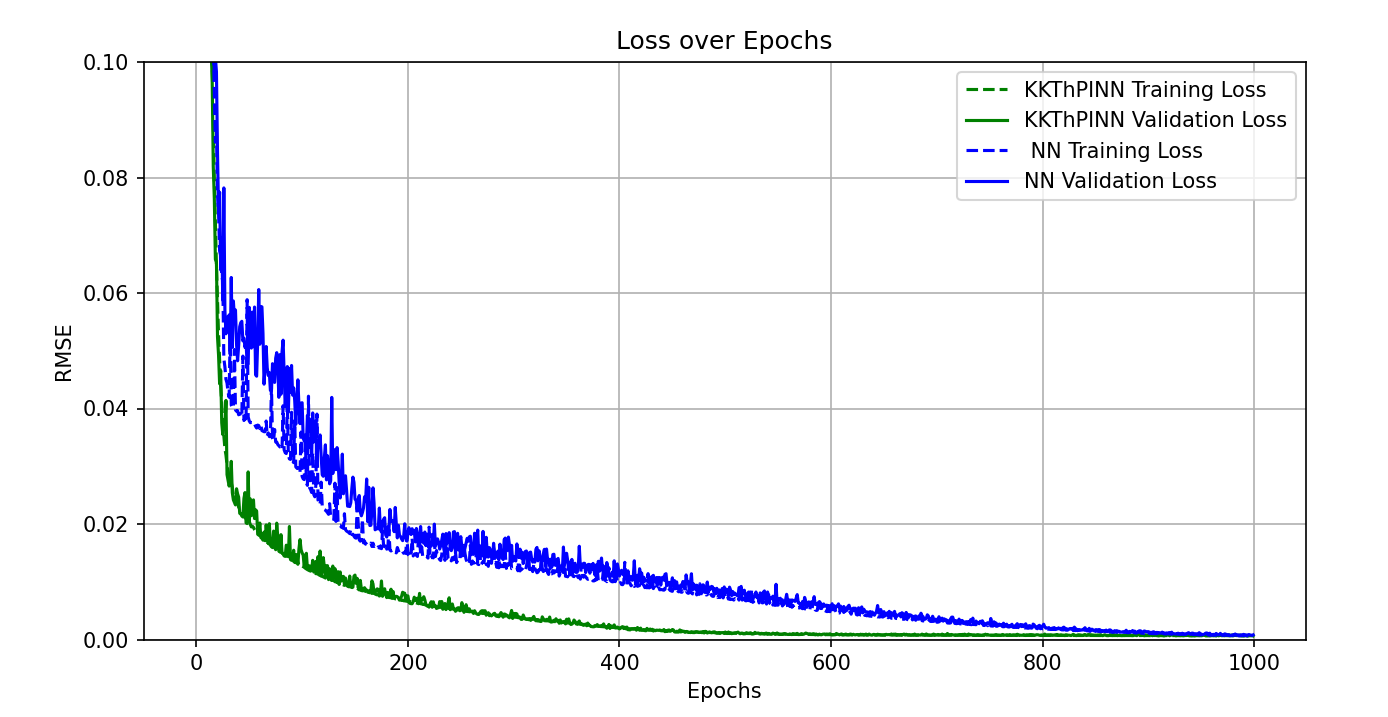 Loss over Epochs
0.10
0.08
0.06
0.04
0.02
0.00
RMSE
0
200
400
600
800
1000
Epochs
KKThPINN Training Loss
KKThPINN Validation Loss
NN Training Loss
NN Validation Loss